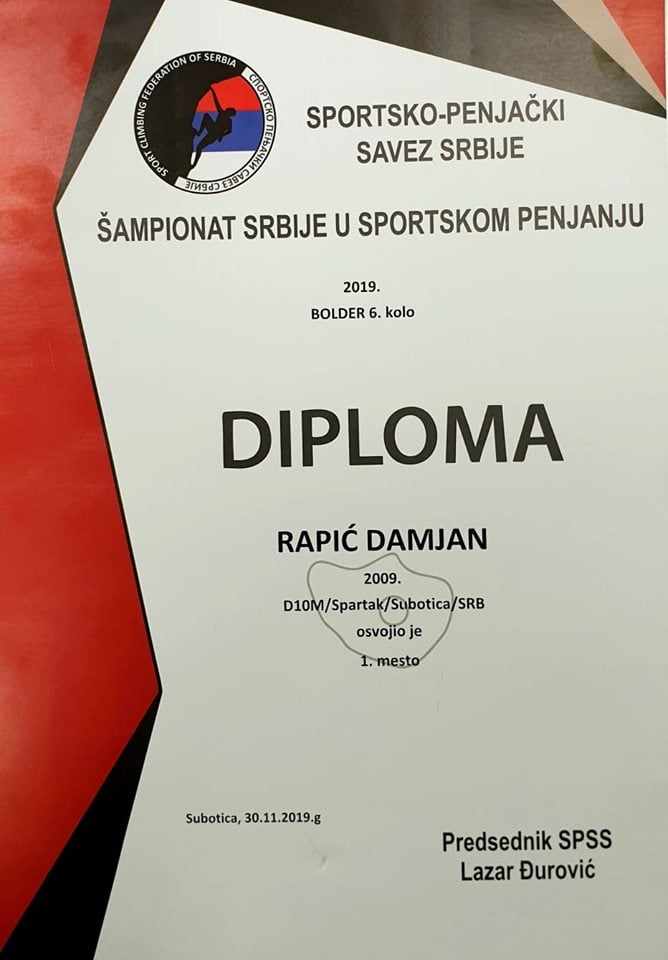 SPORT CLIMBING FEDERATION OF SERBIA
СПОРТСКО ПЕЊАЧКИ САВЕЗ СРБИЈЕ
SPORTSKO-PENJAČKI
SAVEZ SRBIJE
ŠAMPIONAT SRBIJE U SPORTSKOM PENJANJU
2019.
BOLDER 6. kolo
DIPLOMA
RAPIĆ DAMJAN
2009.
D10M/Spartak/Subotica/SRB
osvojio je
1. mesto
Subotica, 30.11.2019.g
Predsednik SPSS
Lazar Đurović